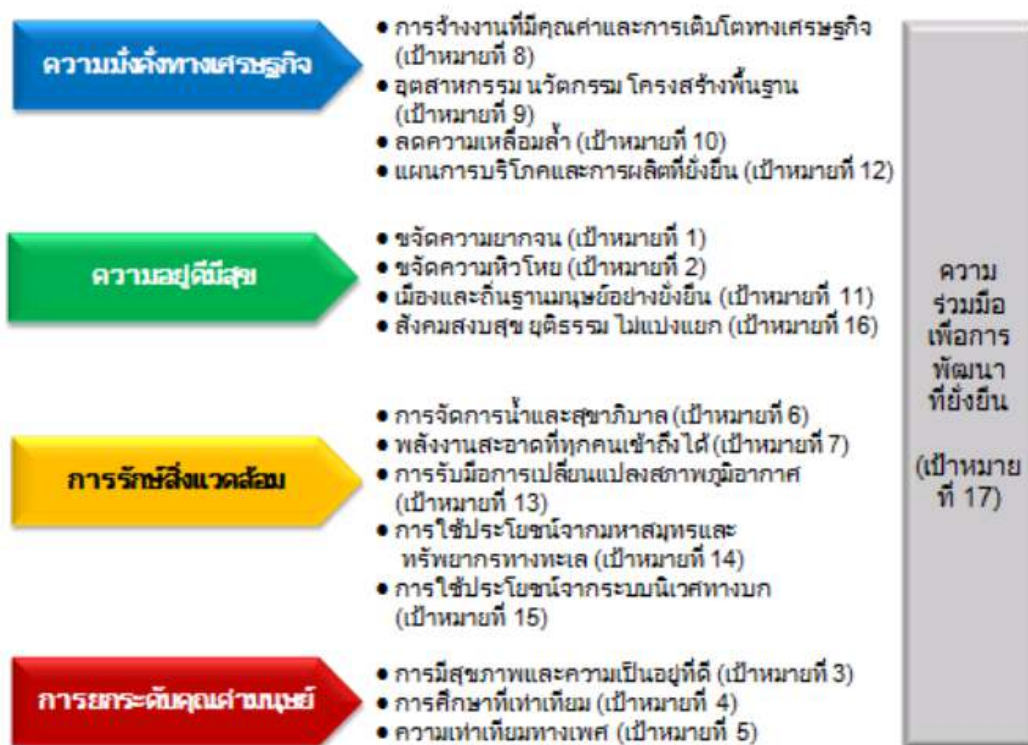 ความมั่งคั่งทางเศรษฐกิจ
● การจ้างงานที่มีคุณค่าและการเติบโตทางเศรษฐกิจ
(เป้าหมายที่ 8)
● อุตสาหกรรม นวัตกรรม โครงสร้างพื้นฐาน
(เป้าหมายที่ 9)
● ลดความเหลื่อมล้ำ (เป้าหมายที่ 10)
● แผนการบริโภคและการผลิตที่ยั่งยืน (เป้าหมายที่ 12)
ความอยู่ดีมีสุข
● ขจัดความยากจน (เป้าหมายที่ 1)
● ขจัดความหิวโหย (เป้าหมายที่ 2)
● เมืองและถิ่นฐานมนุษย์อย่างยั่งยืน (เป้าหมายที่ 11)
● สังคมสงบสุข ยุติธรรม ไม่แบ่งแยก (เป้าหมายที่ 16)
การรักษ์สิ่งแวดล้อม
● การจัดการน้ำและสุขาภิบาล (เป้าหมายที่ 6)
● พลังงานสะอาดที่ทุกคนเข้าถึงได้ (เป้าหมายที่ 7)
● การรับมือการเปลี่ยนแปลงสภาพภูมิอากาศ
(เป้าหมายที่ 13)
● การใช้ประโยชน์จากมหาสมุทรและ
ทรัพยากรทางทะเล (เป้าหมายที่ 14)
● การใช้ประโยชน์จากระบบนิเวศทางบก
(เป้าหมายที่ 15)
การยกระดับคุณค่ามนุษย์
● การมีสุขภาพและความเป็นอยู่ที่ดี (เป้าหมายที่ 3)
● การศึกษาที่เท่าเทียม (เป้าหมายที่ 4)
● ความเท่าเทียมทางเพศ (เป้าหมายที่ 5)
ความ
ร่วมมือ
เพื่อการ
พัฒนา
ที่ยั่งยืน
(เป้าหมาย
ที่ 17)